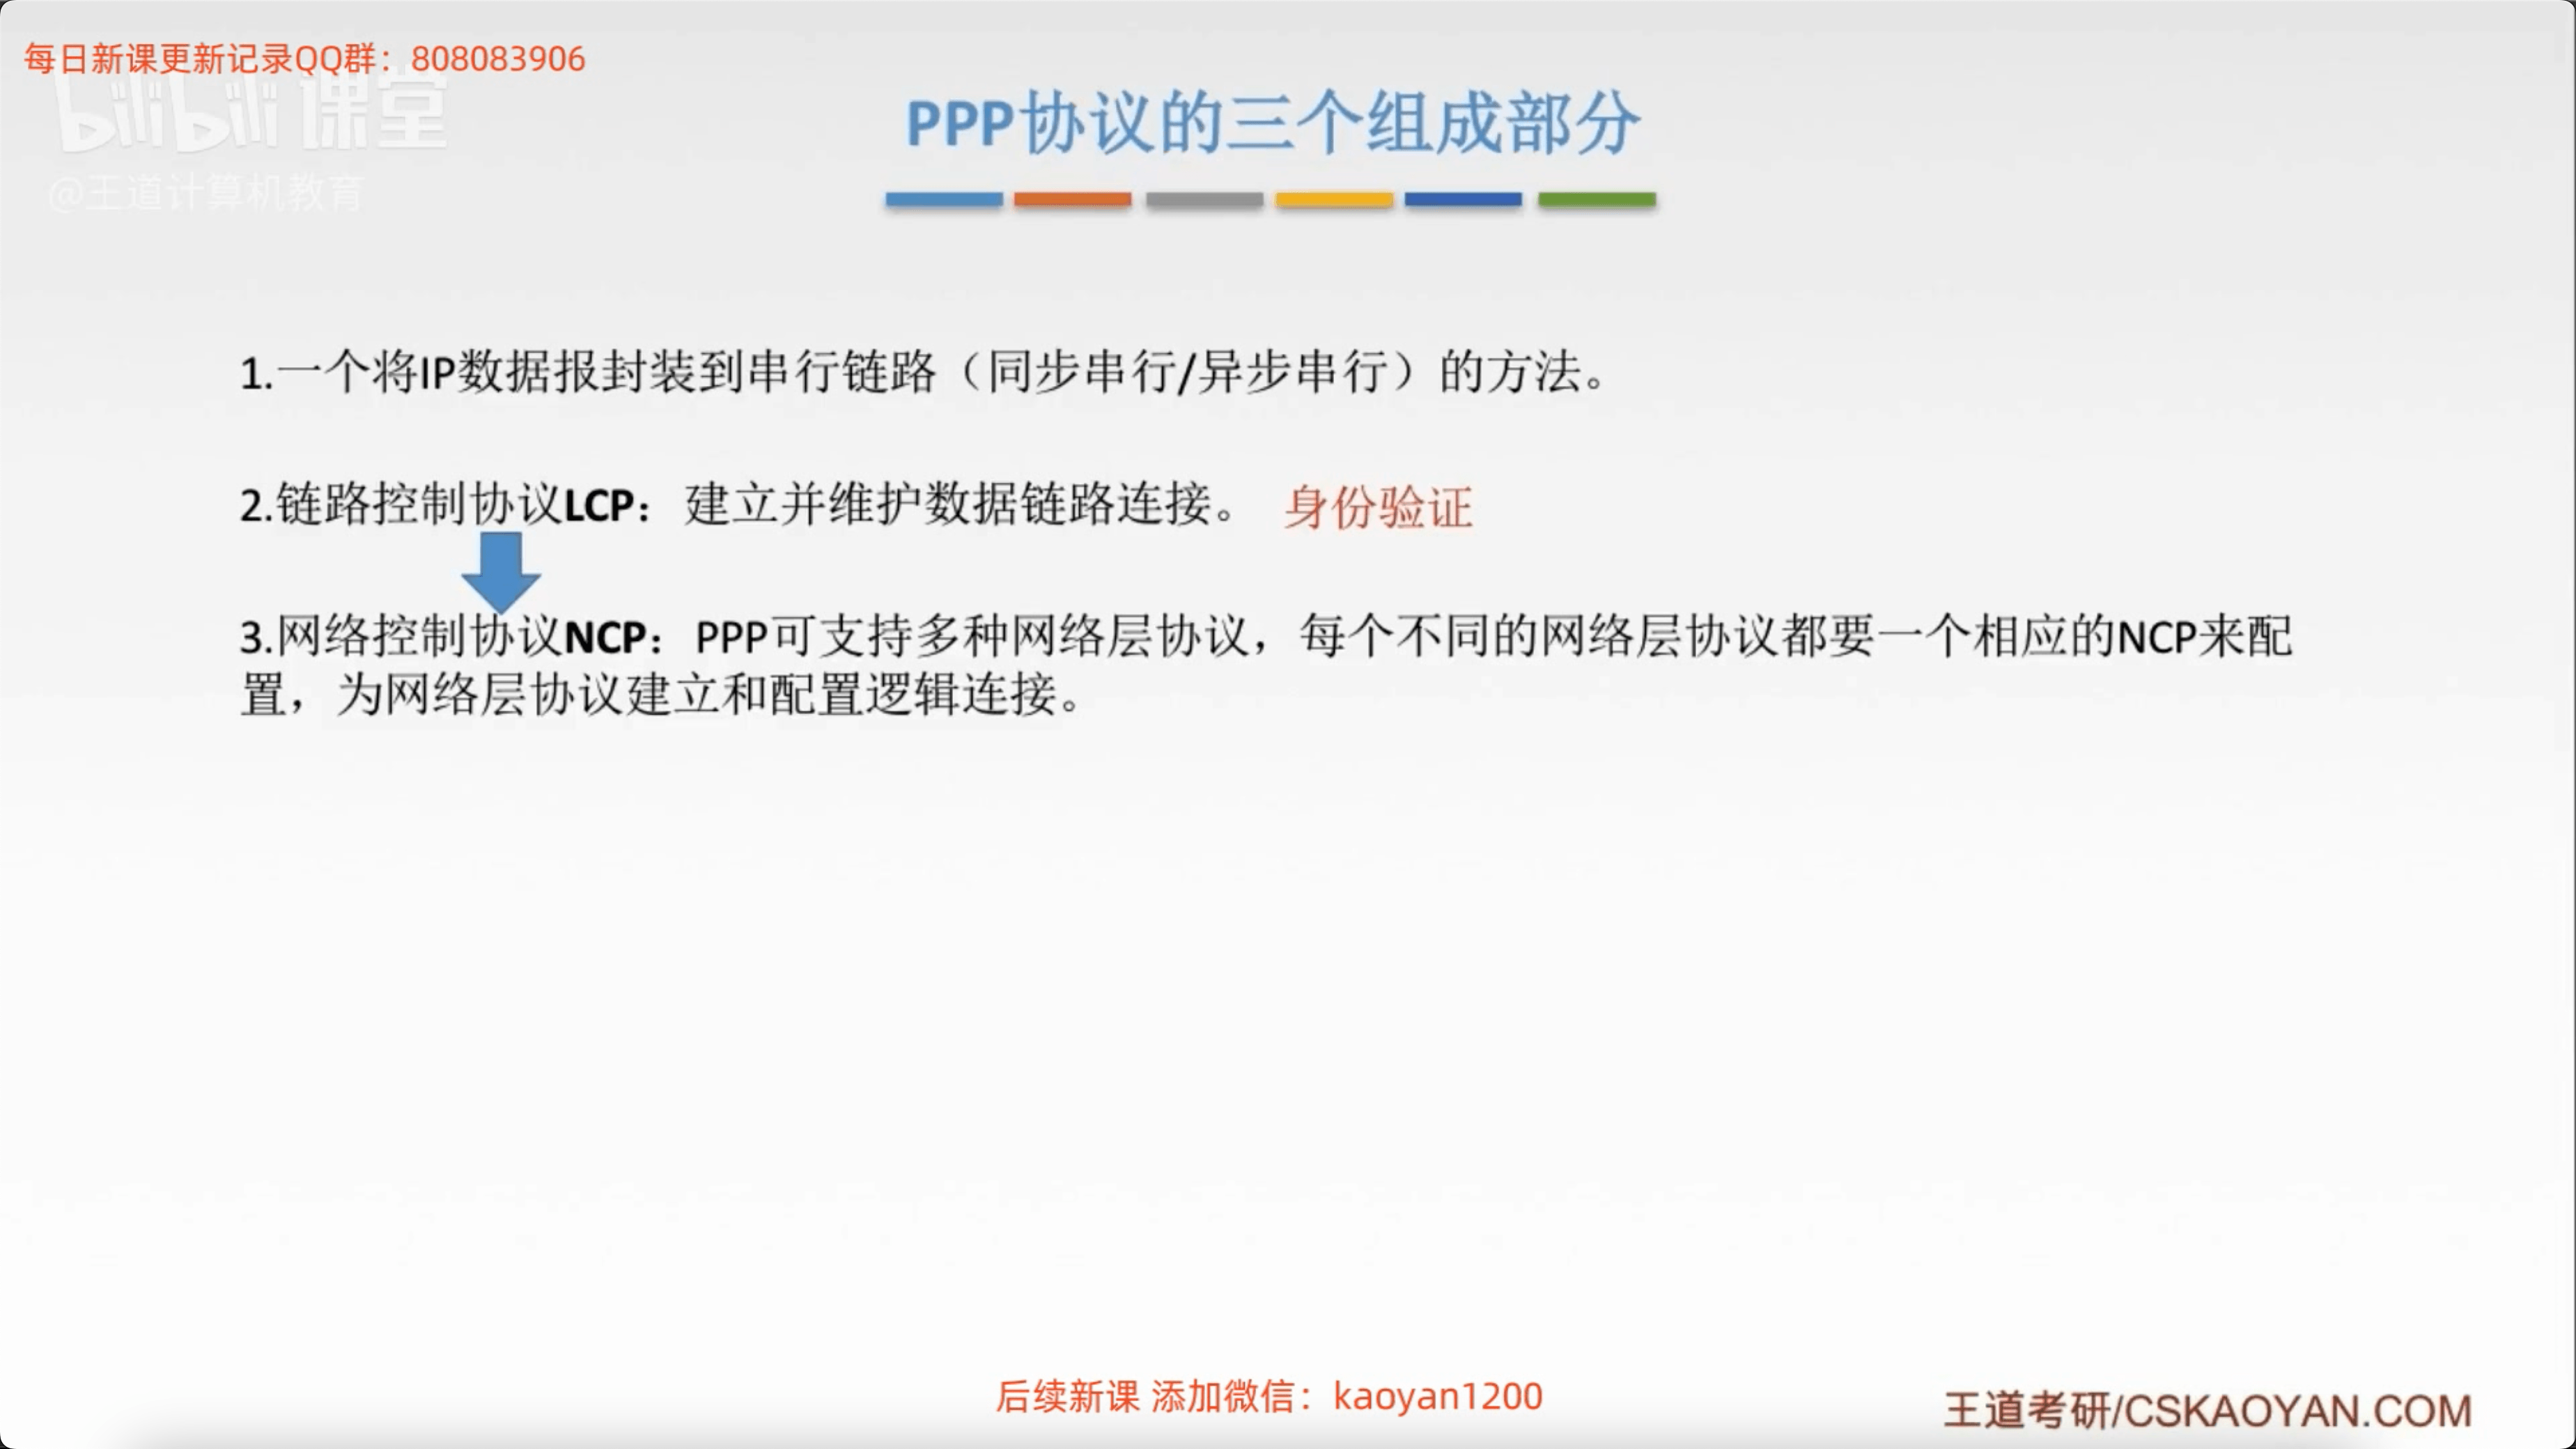 每日新课更新记录QQ群：808083906
bilibili 课堂
@王道计算机教育
PPP协议的三个组成部分
1.一个将IP数据报封装到串行链路（同步串行/异步串行）的方法。
2.链路控制协议LCP：建立并维护数据链路连接。 身份验证
3.网络控制协议NCP：PPP可支持多种网络层协议，每个不同的网络层协议都要一个相应的NCP来配
置，为网络层协议建立和配置逻辑连接。
后续新课 添加微信：kaoyan1200
王道考研/CSKAOYAN.COM